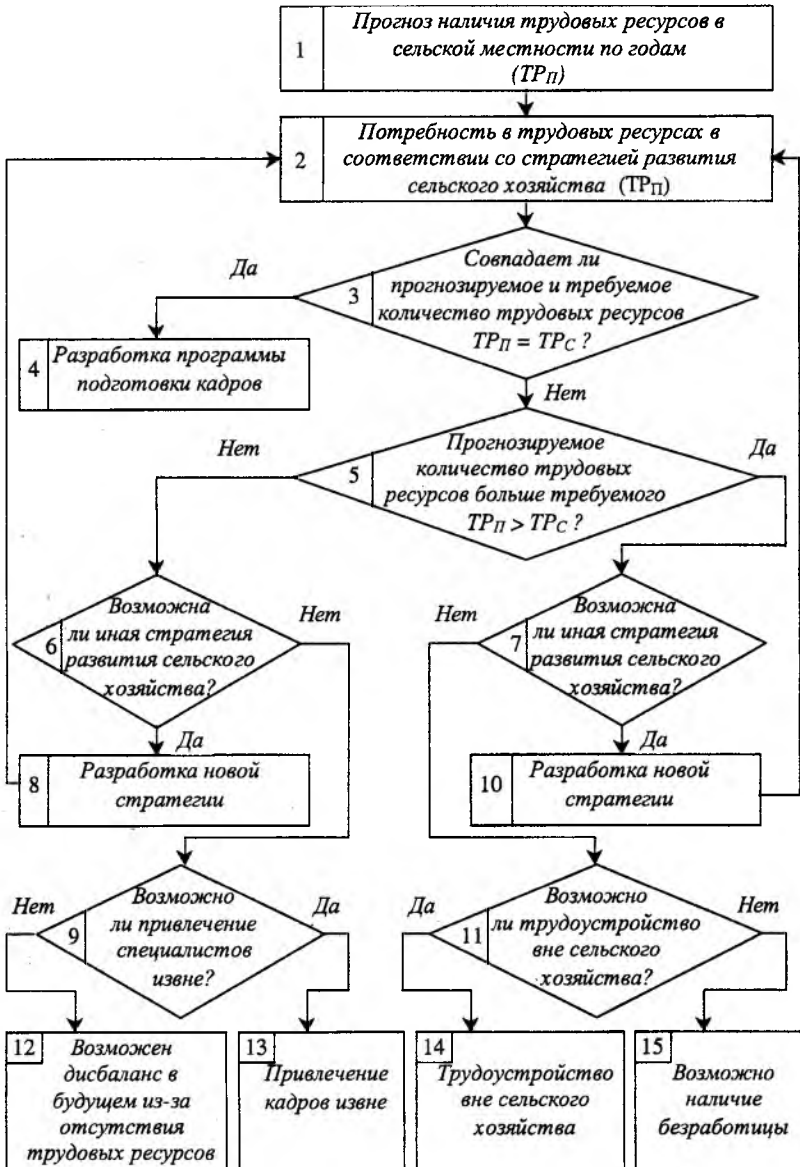 1
Прогноз наличия трудовых ресурсов в
сельской местности по годам
(ТРП)
2
Потребность в трудовых ресурсах в
соответствии со стратегией развития
сельского хозяйства (ТРП)
3
Совпадает ли
прогнозируемое и требуемое
количество трудовых ресурсов
ТРП = ТРС ?
Да
4
Разработка программы
подготовки кадров
Нет
5
Прогнозируемое
количество трудовых
ресурсов больше требуемого
ТРП > ТРС ?
Нет
Да
6
Возможна
ли иная стратегия
развития сельского
хозяйства?
Нет
Нет
7
Возможна
ли иная стратегия
развития сельского
хозяйства?
Да
Да
8
Разработка новой
стратегии
10
Разработка новой
стратегии
Нет
9
Возможно
ли привлечение
специалистов
извне?
Да
Да
11
Возможно
ли трудоустройство
вне сельского
хозяйства?
Нет
12
Возможен
дисбаланс в
будущем из-за
отсутствия
трудовых ресурсов
13
Привлечение
кадров извне
14
Трудоустройство
вне сельского
хозяйства
15
Возможно
наличие
безработицы